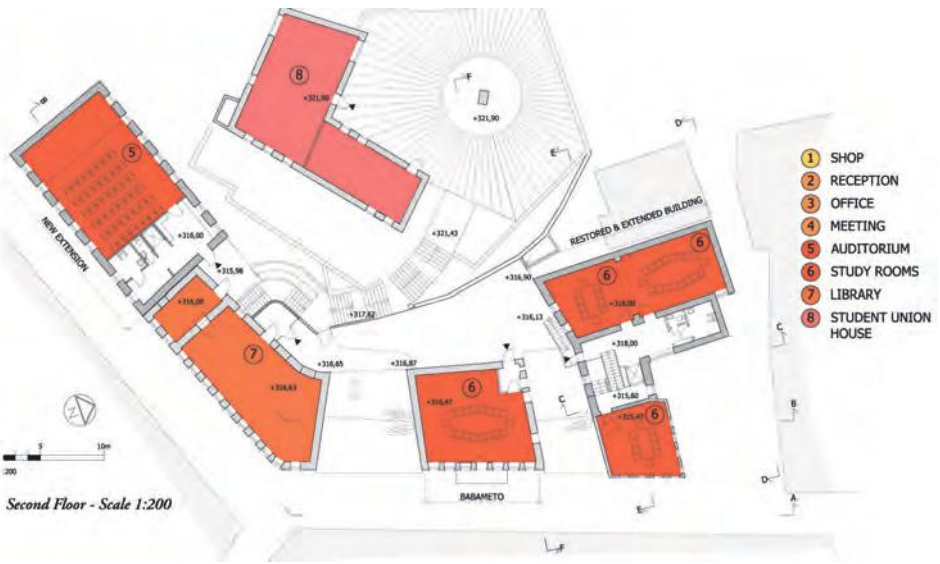 8
+321,90
F
+321,90
B
D
E
5
1 SHOP
2 RECEPTION
3 OFFICE
4 MEETING
5 AUDITORIUM
6 STUDY ROOMS
7 LIBRARY
8 STUDENT UNION
HOUSE
NEW EXTENSION
+316,00
+321,43
RESTORED & EXTENDED BUILDING
6
6
+315,98
+316,90
+316,00
+317,62
+316,13
+318,00
+318,00
C
7
+316,65
+316,87
+316,63
6
+316,47
C
+315,60
+315,47
6
B
N
5 10m
:200
BABAMETO
D
E
A
Second Floor - Scale 1:200
F